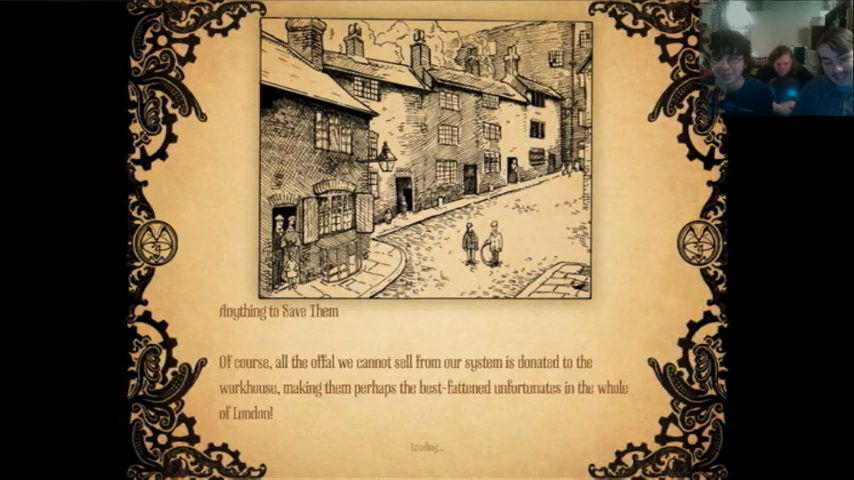 Anything to Save Them
Of course, all the offal we cannot sell from our system is donated to the
workhouse, making them perhaps the best-fattened unfortunates in the whole
of London!
Loading...